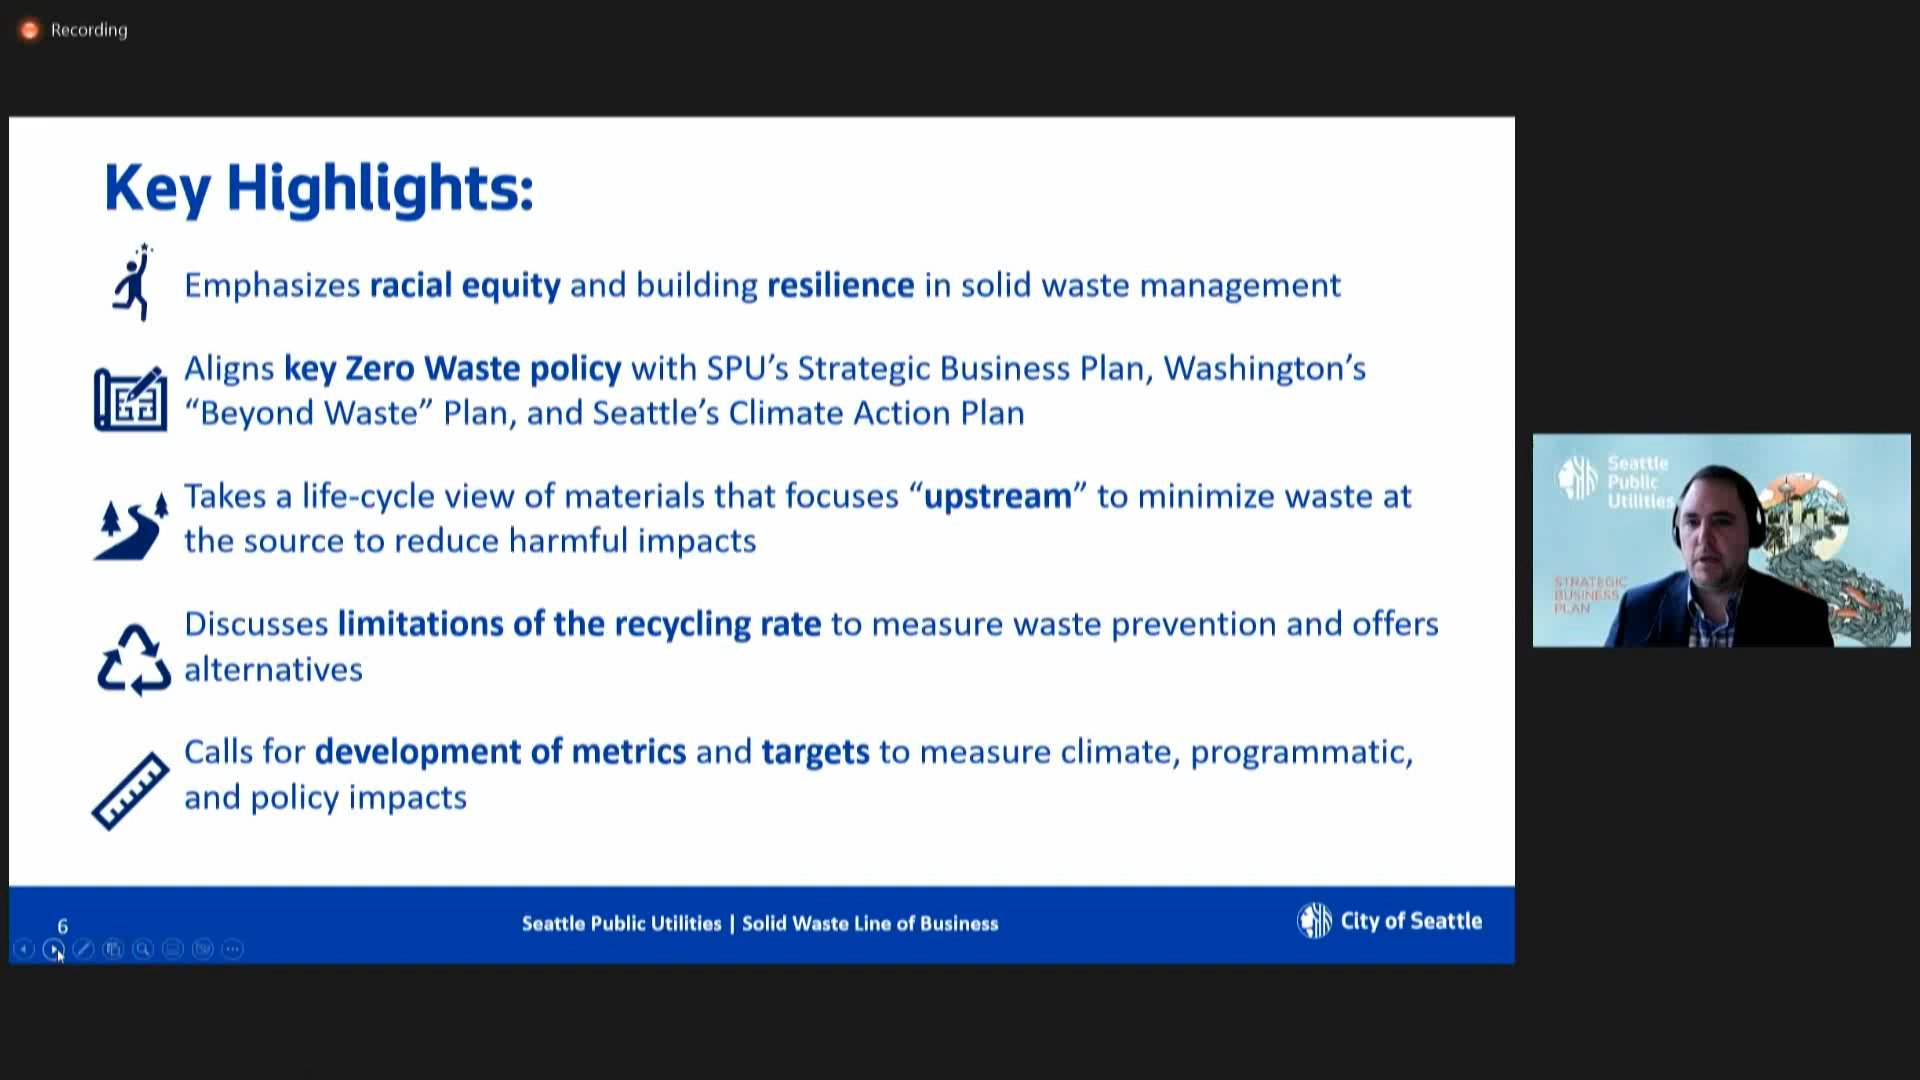 Recording
Key Highlights:
Emphasizes racial equity and building resilience in solid waste management
Aligns key Zero Waste policy with SPU’s Strategic Business Plan, Washington’s
“Beyond Waste” Plan, and Seattle’s Climate Action Plan
Takes a life-cycle view of materials that focuses “upstream” to minimize waste at
the source to reduce harmful impacts
Discusses limitations of the recycling rate to measure waste prevention and offers
alternatives
Calls for development of metrics and targets to measure climate, programmatic,
and policy impacts
6
Seattle Public Utilities | Solid Waste Line of Business
City of Seattle
Seattle
Public
Utilities
STRATEGIC
BUSINESS
PLAN